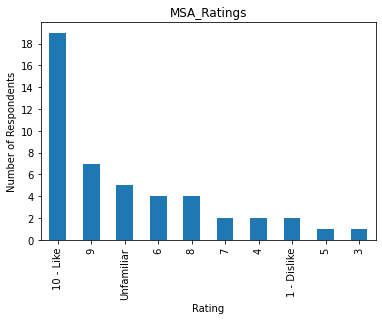 MSA_Ratings
Number of Respondents
18
16
14
12
10
8
6
4
2
0
10 - Like
9
Unfamiliar
6
8
7
4
1 - Dislike
5
3
Rating